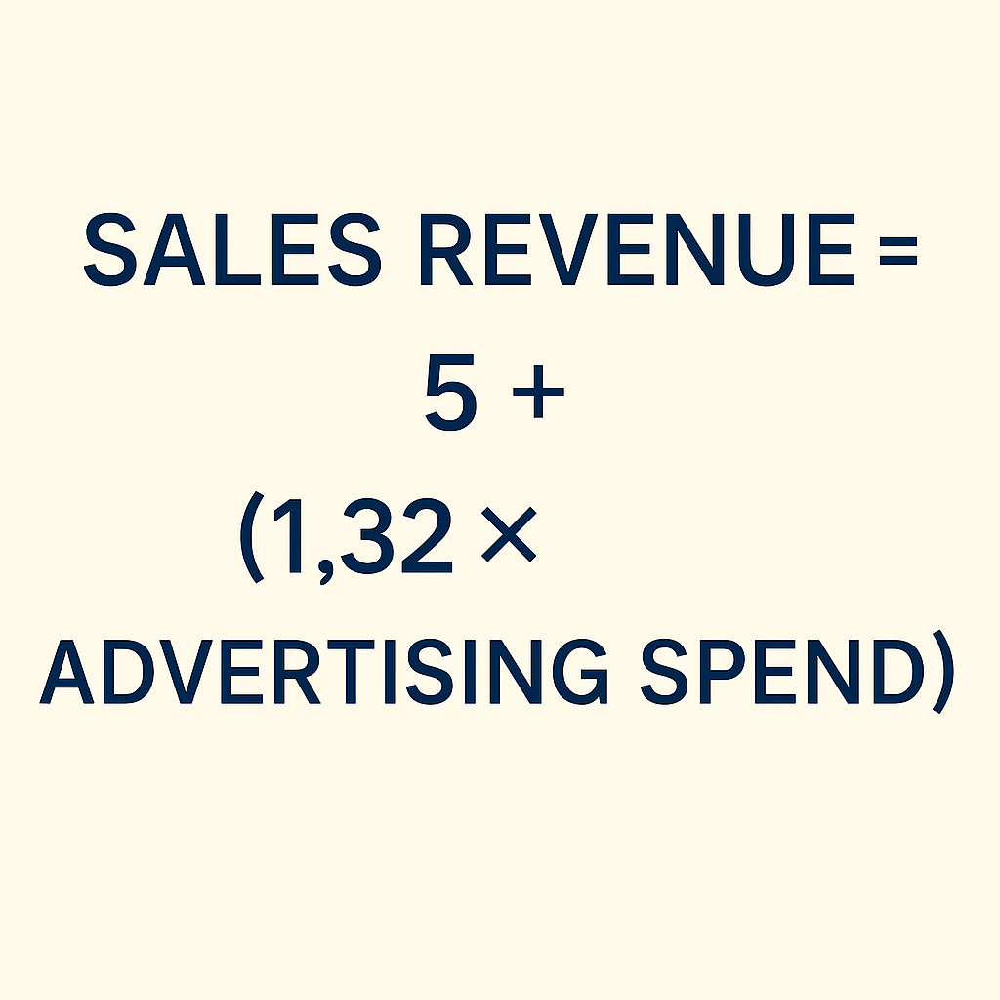 SALES REVENUE =
5 +
(1,32 ×
ADVERTISING SPEND)